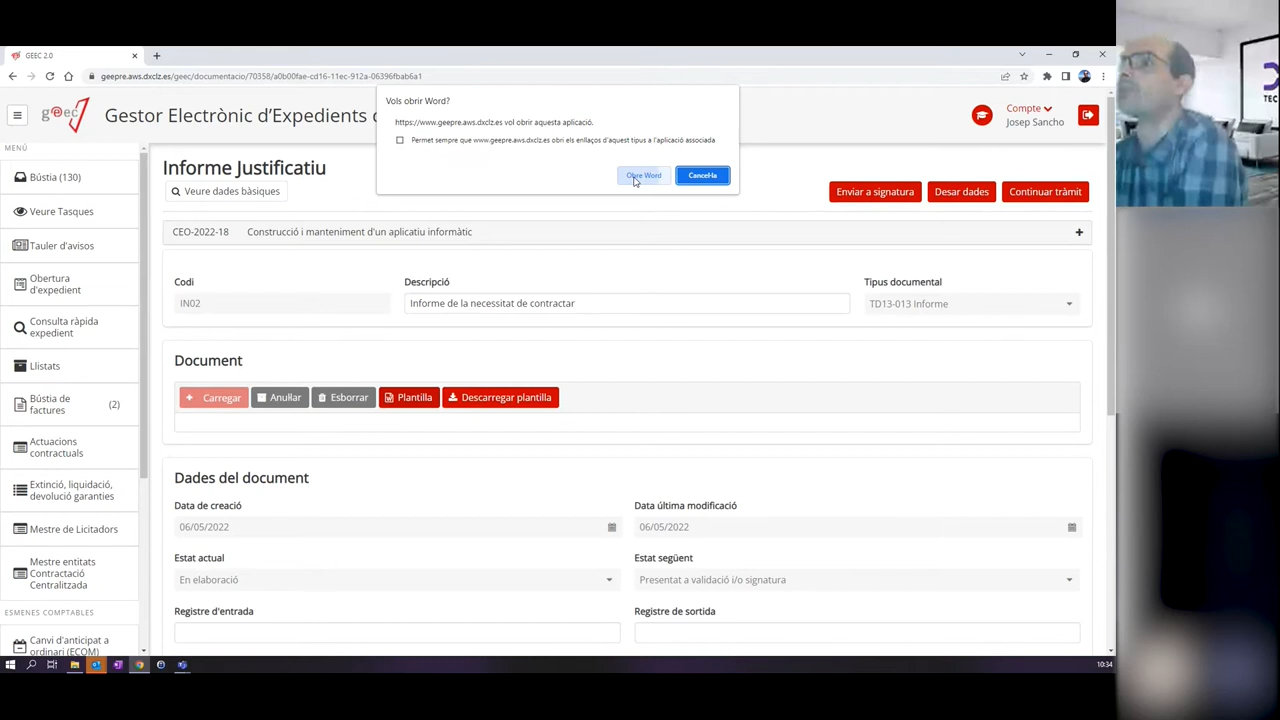 GEEC 2.0
geepre.aws.dxclz.es/geec/documentacio/70358/a0b00fae-cd16-11ec-912a-06396fbab6a1
Vols obrir Word?
https://www.geepre.aws.dxclz.es vol obrir aquesta aplicació.
Permet sempre que www.geepre.aws.dxclz.es obri els enllaços d'aquest tipus a l'aplicació associada
Obre Word
Cancel·la
geec
Gestor Electrònic d'Expedients
Compte
Josep Sancho
MENÚ
Bústia (130)
Veure Tasques
Tauler d'avisos
Obertura
d'expedient
Consulta ràpida
expedient
Llistats
Bústia de
factures
(2)
Actuacions
contractuals
Extinció, liquidació,
devolució garanties
Mestre de Licitadors
Mestre entitats
Contractació
Centralitzada
ESMENES COMPTABLES
Canvi d'anticipat a
ordinari (ECOM)
Informe Justificatiu
Veure dades bàsiques
Enviar a signatura
Desar dades
Continuar tràmit
CEO-2022-18 Construcció i manteniment d'un aplicatiu informàtic
Codi
IN02
Descripció
Informe de la necessitat de contractar
Tipus documental
TD13-013 Informe
Document
Carregar
Anul·lar
Esborrar
Plantilla
Descarregar plantilla
Dades del document
Data de creació
06/05/2022
Data última modificació
06/05/2022
Estat actual
En elaboració
Estat següent
Presentat a validació i/o signatura
Registre d'entrada
Registre de sortida
10:34
TEC